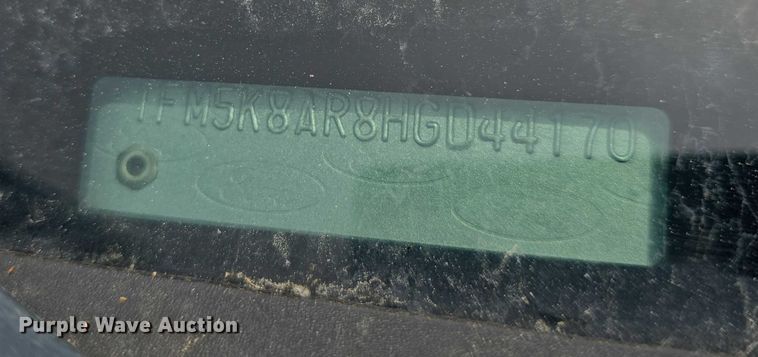 1FM5K8AR8HGD44170
Purple Wave Auction